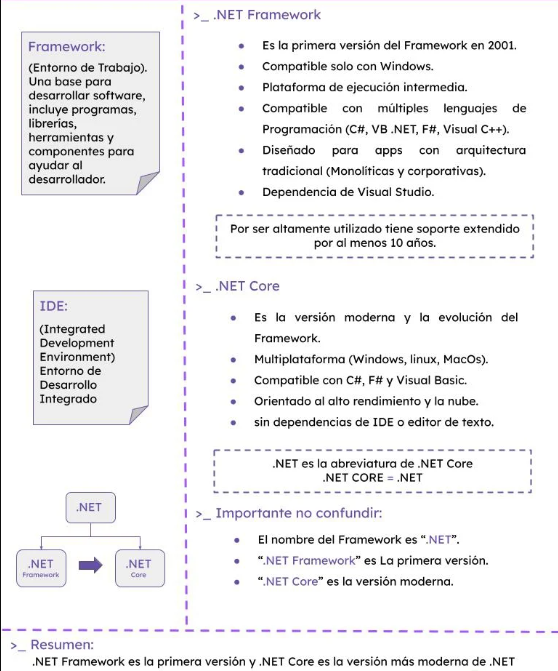 Framework:
(Entorno de Trabajo).
Una base para
desarrollar software,
incluye programas,
librerías,
herramientas y
componentes para
ayudar al
desarrollador.
>_ .NET Framework
Es la primera versión del Framework en 2001.
Compatible solo con Windows.
Plataforma de ejecución intermedia.
Compatible con múltiples lenguajes de
Programación (C#, VB .NET, F#, Visual C++).
Diseñado para apps con arquitectura
tradicional (Monolíticas y corporativas).
Dependencia de Visual Studio.
Por ser altamente utilizado tiene soporte extendido
por al menos 10 años.
IDE:
(Integrated
Development
Environment)
Entorno de
Desarrollo
Integrado
>_ .NET Core
Es la versión moderna y la evolución del
Framework.
Multiplataforma (Windows, linux, MacOs).
Compatible con C#, F# y Visual Basic.
Orientado al alto rendimiento y la nube.
sin dependencias de IDE o editor de texto.
.NET es la abreviatura de .NET Core
.NET CORE = .NET
.NET
.NET
Framework
.NET
Core
>_ Importante no confundir:
El nombre del Framework es “.NET”.
“.NET Framework” es La primera versión.
“.NET Core” es la versión moderna.
>_ Resumen:
.NET Framework es la primera versión y .NET Core es la versión más moderna de .NET